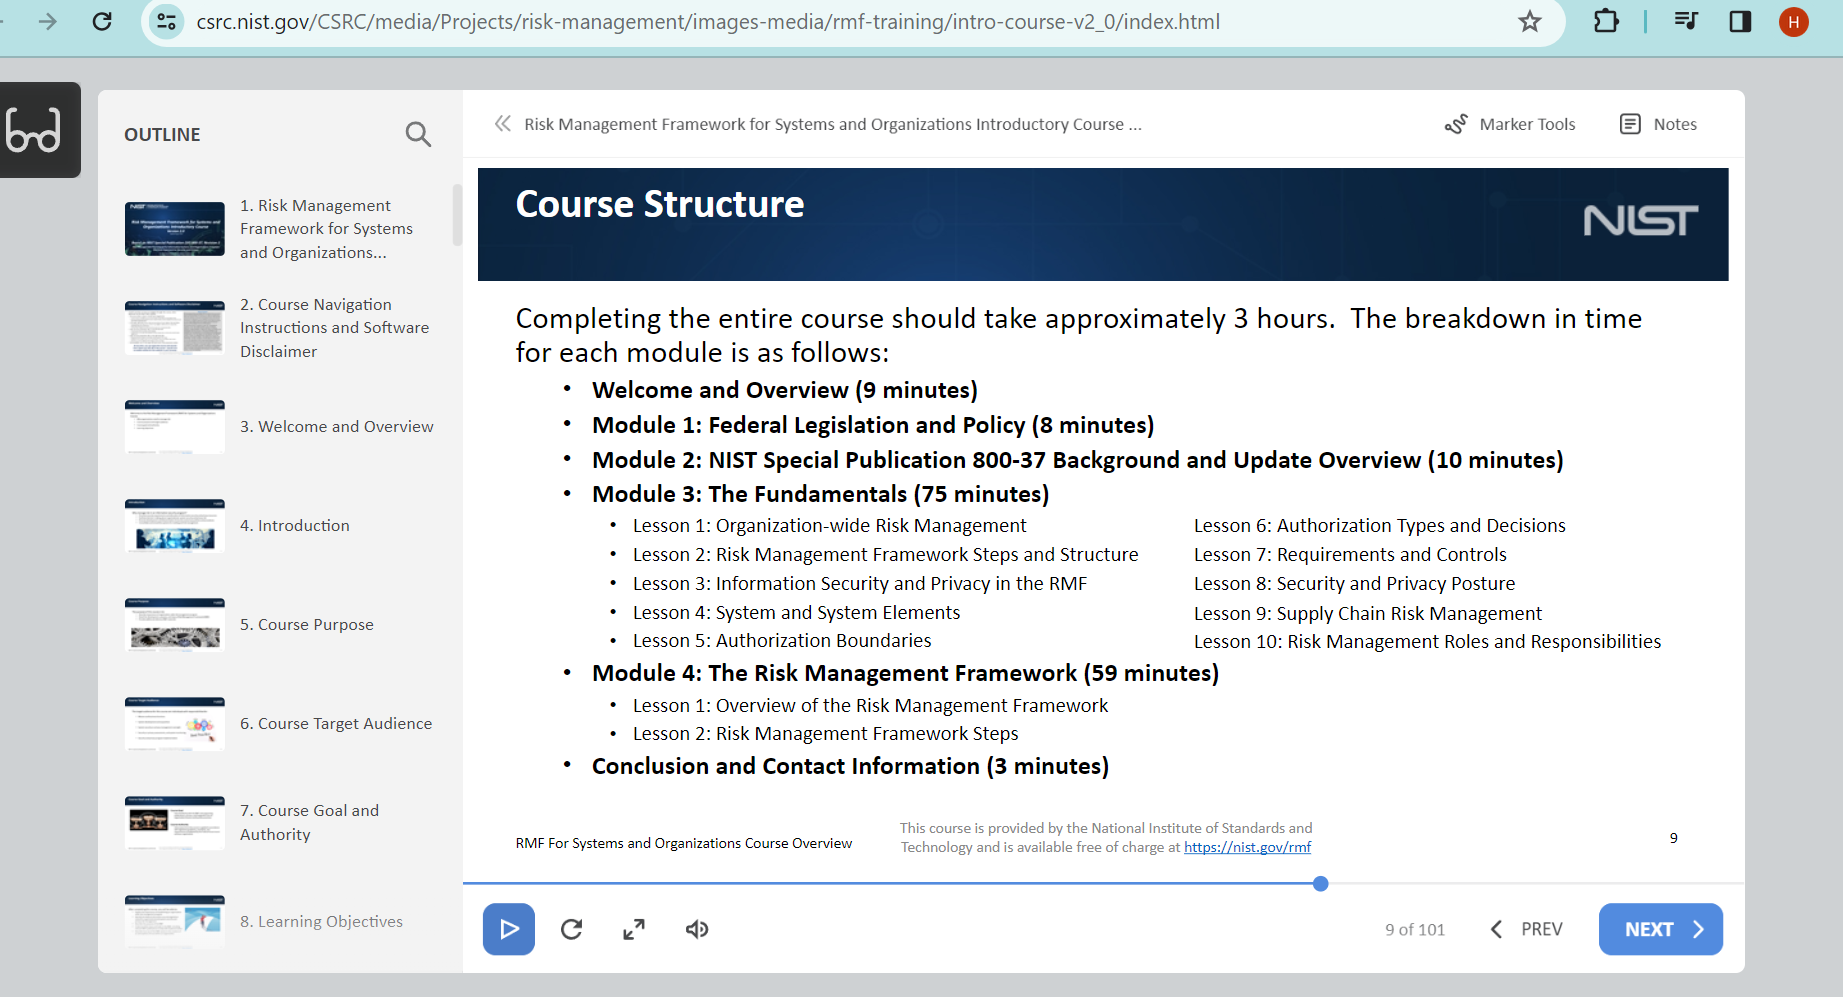 csrc.nist.gov/CSRC/media/Projects/risk-management/images-media/rmf-training/intro-course-v2_0/index.html
H
OUTLINE
1. Risk Management
Framework for Systems
and Organizations...
2. Course Navigation
Instructions and Software
Disclaimer
3. Welcome and Overview
4. Introduction
5. Course Purpose
6. Course Target Audience
7. Course Goal and
Authority
8. Learning Objectives
Risk Management Framework for Systems and Organizations Introductory Course ...
Marker Tools
Notes
Course Structure
NIST
Completing the entire course should take approximately 3 hours.  The breakdown in time
for each module is as follows:
• Welcome and Overview (9 minutes)
• Module 1: Federal Legislation and Policy (8 minutes)
• Module 2: NIST Special Publication 800-37 Background and Update Overview (10 minutes)
• Module 3: The Fundamentals (75 minutes)
• Lesson 1: Organization-wide Risk Management
• Lesson 2: Risk Management Framework Steps and Structure
• Lesson 3: Information Security and Privacy in the RMF
• Lesson 4: System and System Elements
• Lesson 5: Authorization Boundaries
Lesson 6: Authorization Types and Decisions
Lesson 7: Requirements and Controls
Lesson 8: Security and Privacy Posture
Lesson 9: Supply Chain Risk Management
Lesson 10: Risk Management Roles and Responsibilities
• Module 4: The Risk Management Framework (59 minutes)
• Lesson 1: Overview of the Risk Management Framework
• Lesson 2: Risk Management Framework Steps
• Conclusion and Contact Information (3 minutes)
RMF For Systems and Organizations Course Overview
This course is provided by the National Institute of Standards and
Technology and is available free of charge at https://nist.gov/rmf
9
9 of 101
PREV
NEXT